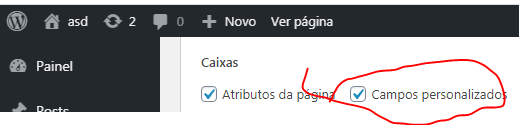 asd 2 0 + Novo Ver página
Painel
Caixas
Atributos da página Campos personalizados
Posts